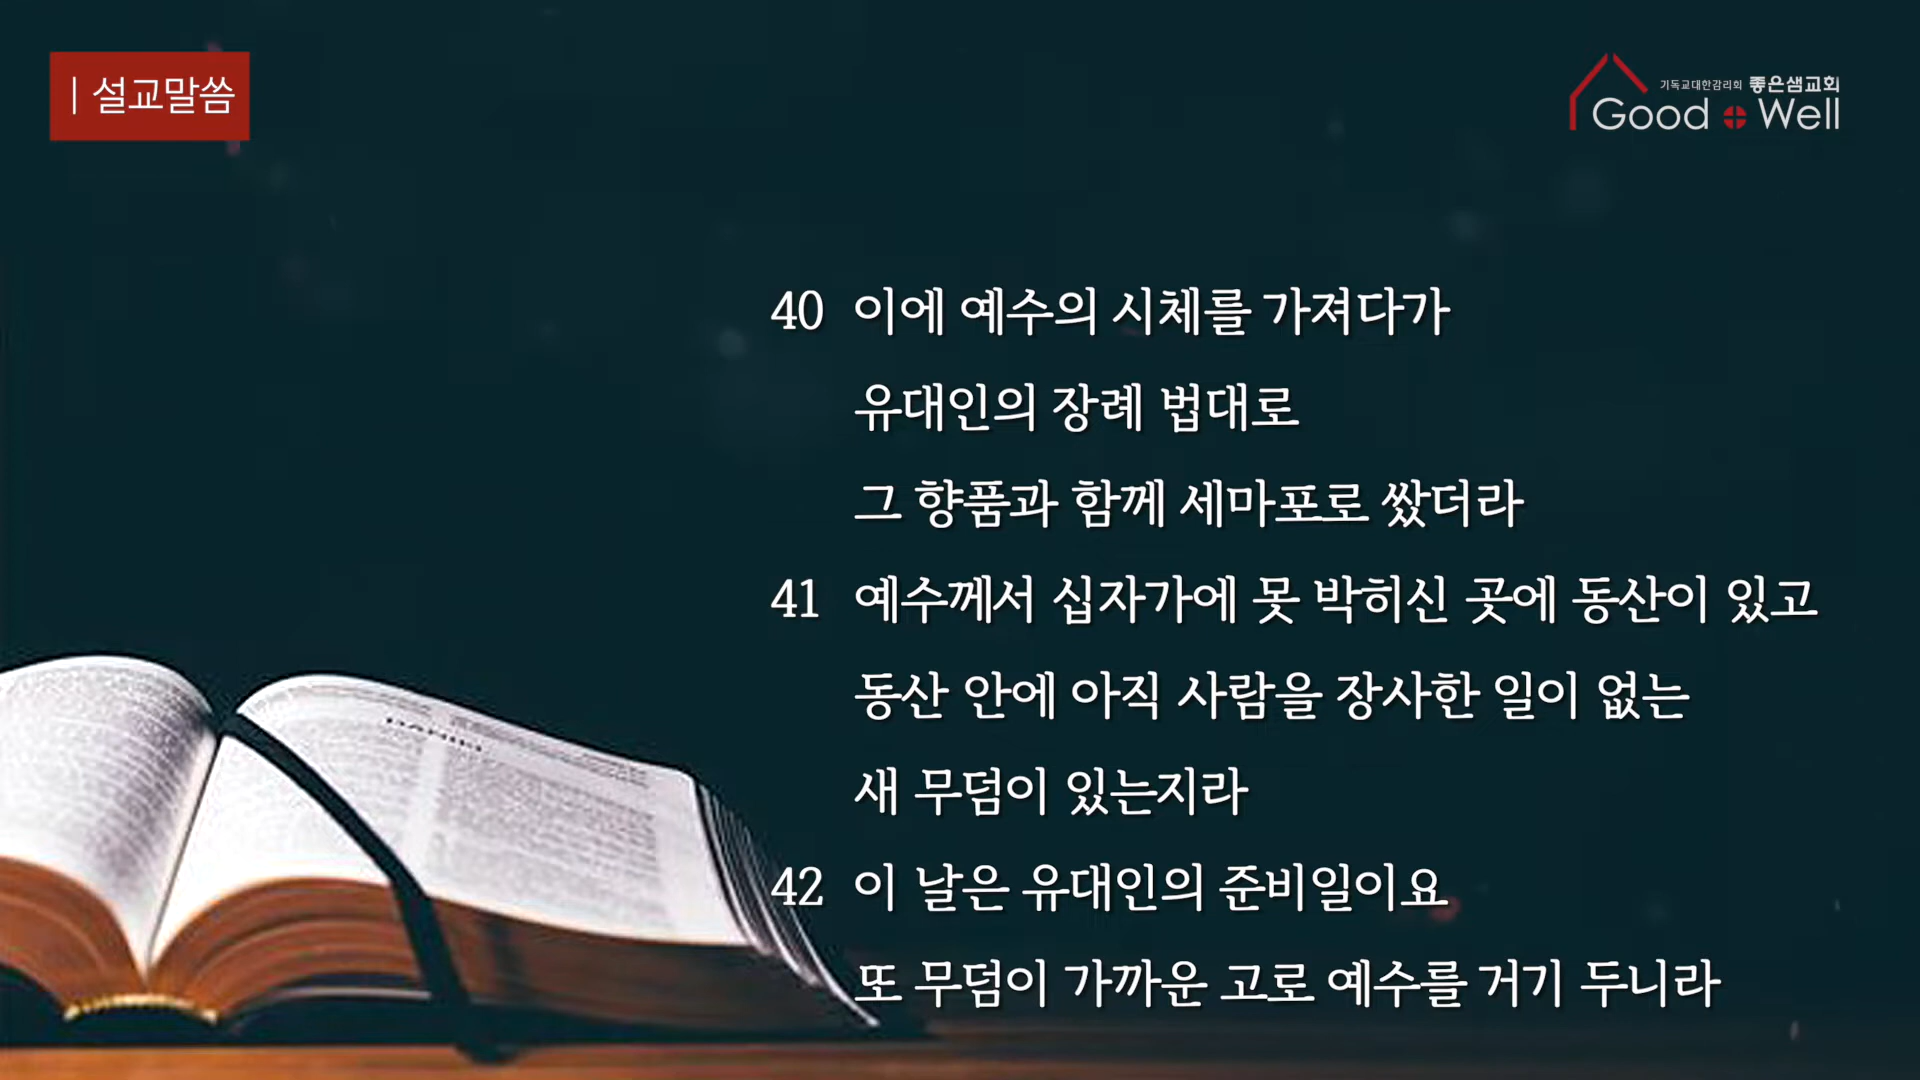 | 설교말씀
기독교대한감리회 좋은샘교회
Good Well
40 이에 예수의 시체를 가져다가
유대인의 장례 법대로
그 향품과 함께 세마포로 쌌더라
41 예수께서 십자가에 못 박히신 곳에 동산이 있고
동산 안에 아직 사람을 장사한 일이 없는
새 무덤이 있는지라
42 이 날은 유대인의 준비일이요
또 무덤이 가까운 고로 예수를 거기 두니라
DANIEL